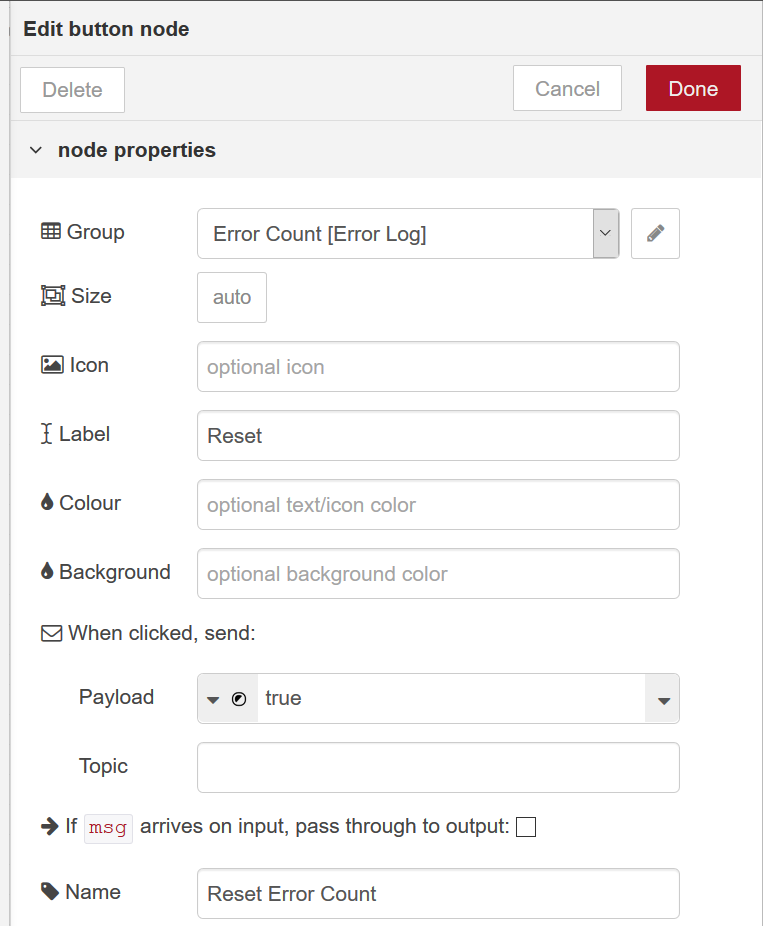 Edit button node
Delete Cancel Done
node properties
Group Error Count [Error Log]
Size auto
Icon optional icon
Label Reset
Colour optional text/icon color
Background optional background color
When clicked, send:
Payload true
Topic
If msg arrives on input, pass through to output:
Name Reset Error Count